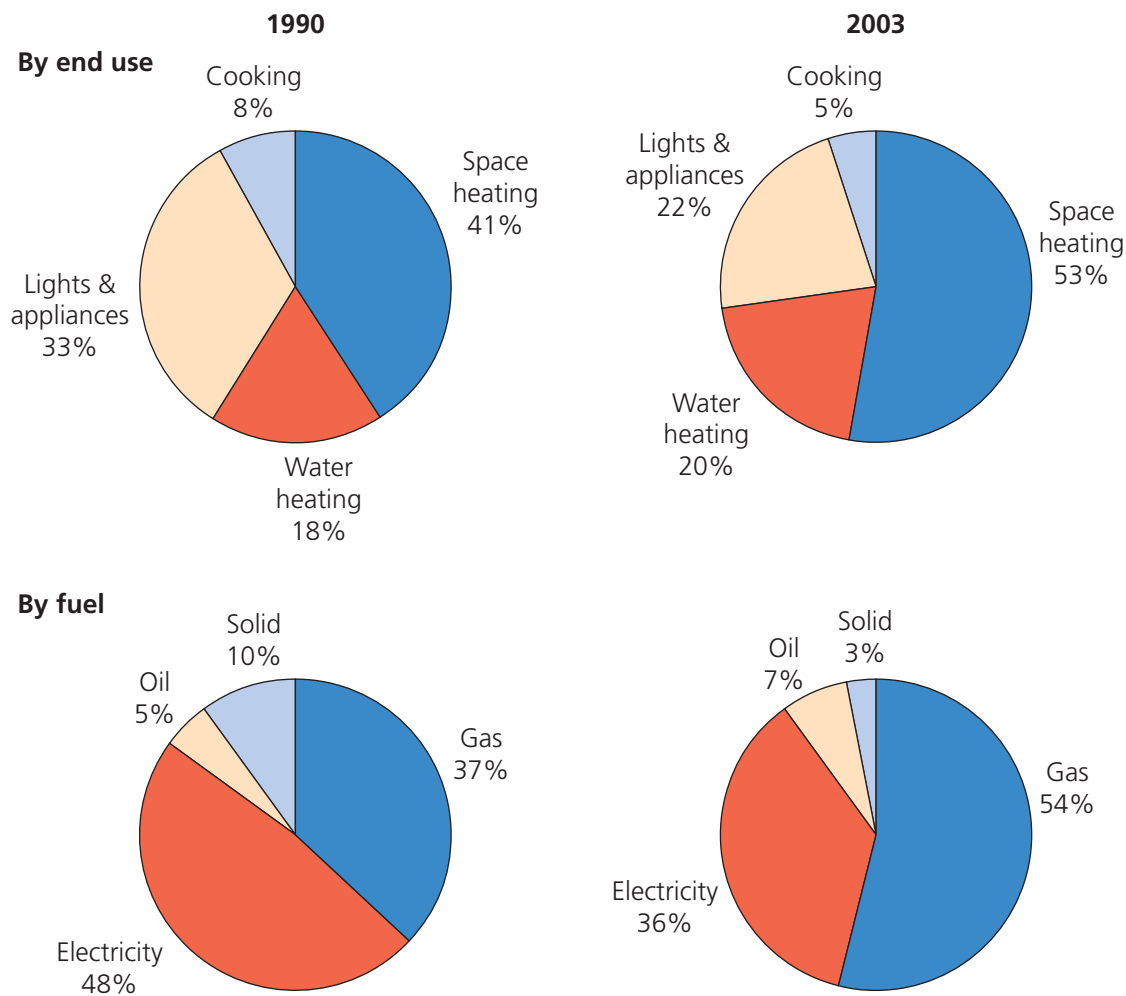 1990
2003
By end use
Cooking
8%
Space
heating
41%
Lights &
appliances
33%
Water
heating
18%
Cooking
5%
Lights &
appliances
22%
Space
heating
53%
Water
heating
20%
By fuel
Solid
10%
Oil
5%
Gas
37%
Electricity
48%
Solid
3%
Oil
7%
Gas
54%
Electricity
36%